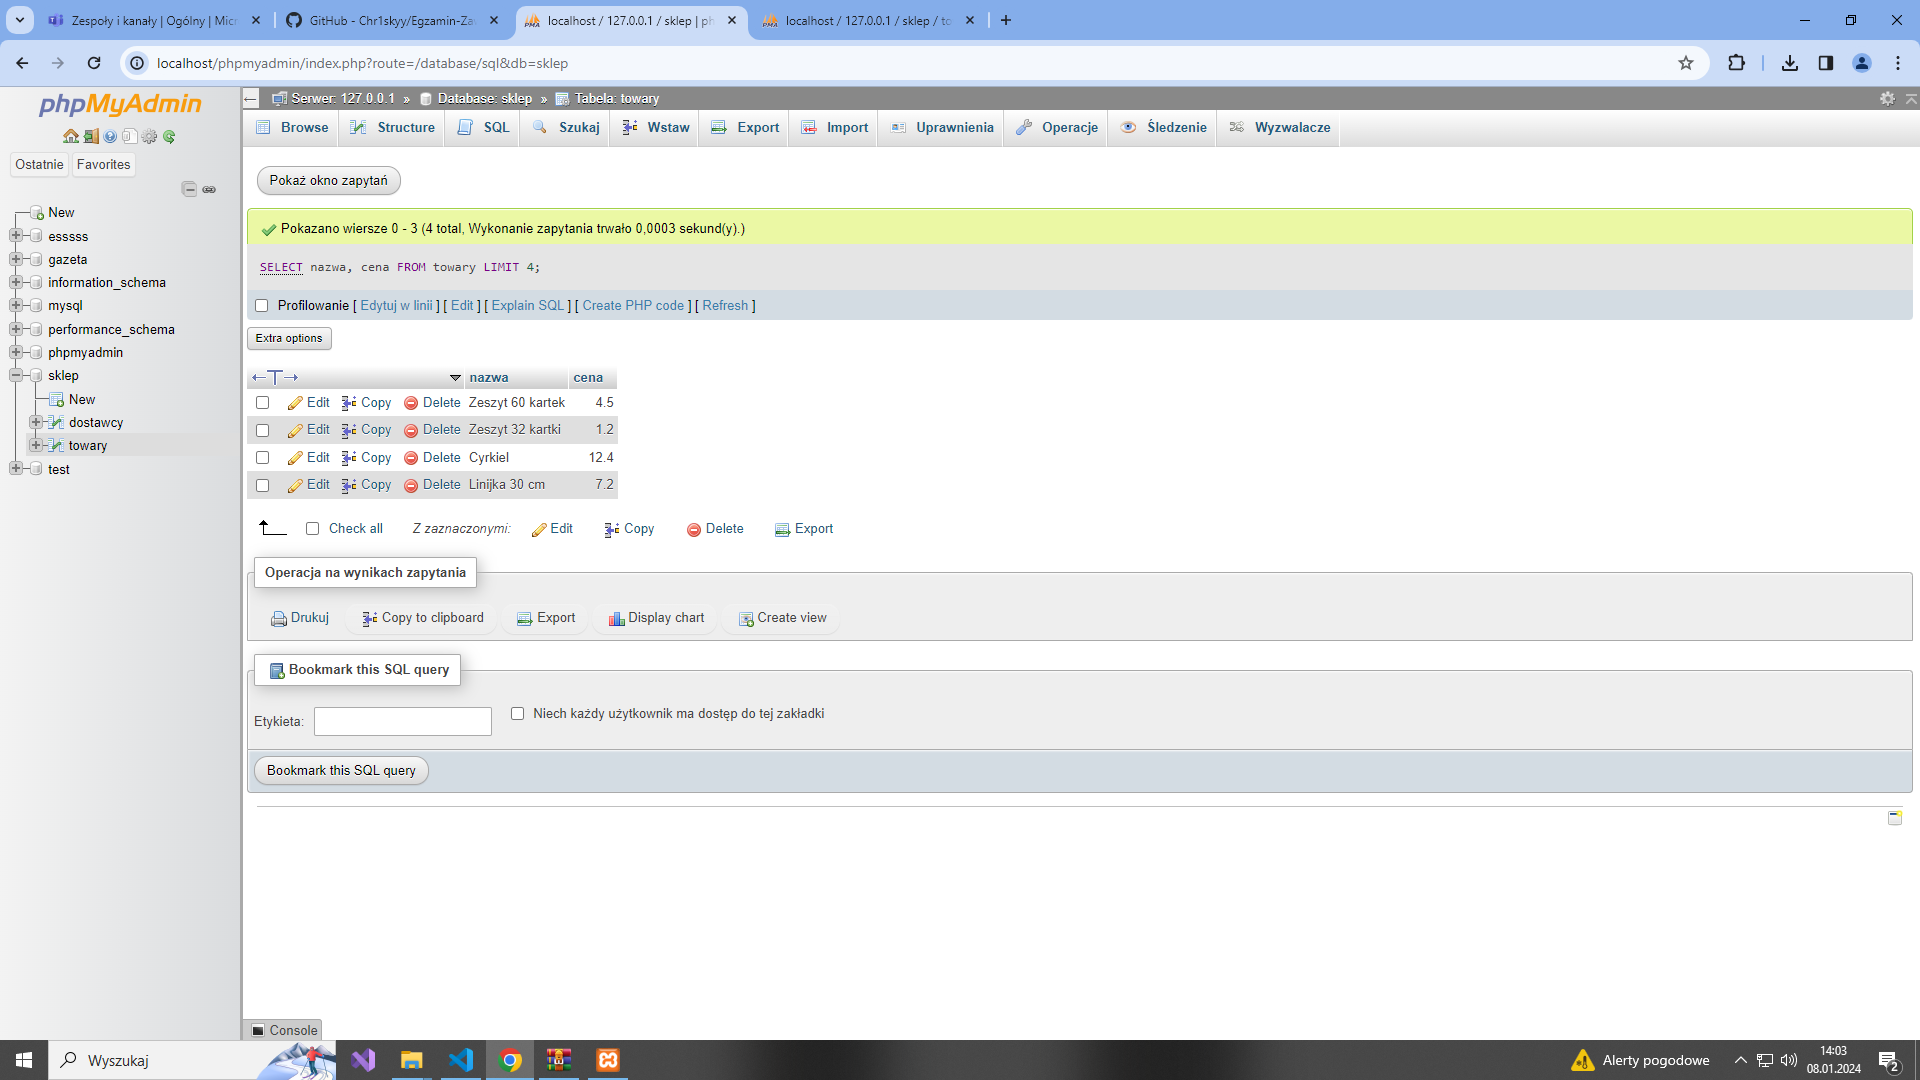 Zespoły i kanały | Ogólny | Micr
GitHub - Chr1skyy/Egzamin-Za
localhost / 127.0.0.1 / sklep | ph
localhost / 127.0.0.1 / sklep / to
localhost/phpmyadmin/index.php?route=/database/sql&db=sklep
phpMyAdmin
Ostatnie
Favorites
New
esssss
gazeta
information_schema
mysql
performance_schema
phpmyadmin
sklep
New
dostawcy
towary
test
Serwer: 127.0.0.1 » Database: sklep » Tabela: towary
Browse
Structure
SQL
Szukaj
Wstaw
Export
Import
Uprawnienia
Operacje
Śledzenie
Wyzwalacze
Pokaż okno zapytań
Pokazano wiersze 0 - 3 (4 total, Wykonanie zapytania trwało 0,0003 sekund(y).)
SELECT nazwa, cena FROM towary LIMIT 4;
Profilowanie [ Edytuj w linii ] [ Edit ] [ Explain SQL ] [ Create PHP code ] [ Refresh ]
Extra options
nazwa cena
Edit Copy Delete Zeszyt 60 kartek 4.5
Edit Copy Delete Zeszyt 32 kartki 1.2
Edit Copy Delete Cyrkiel 12.4
Edit Copy Delete Linijka 30 cm 7.2
Check all Z zaznaczonymi: Edit Copy Delete Export
Operacja na wynikach zapytania
Drukuj Copy to clipboard Export Display chart Create view
Bookmark this SQL query
Etykieta: Niech każdy użytkownik ma dostęp do tej zakładki
Bookmark this SQL query
Console
Wyszukaj
Alerty pogodowe
14:03
08.01.2024
2